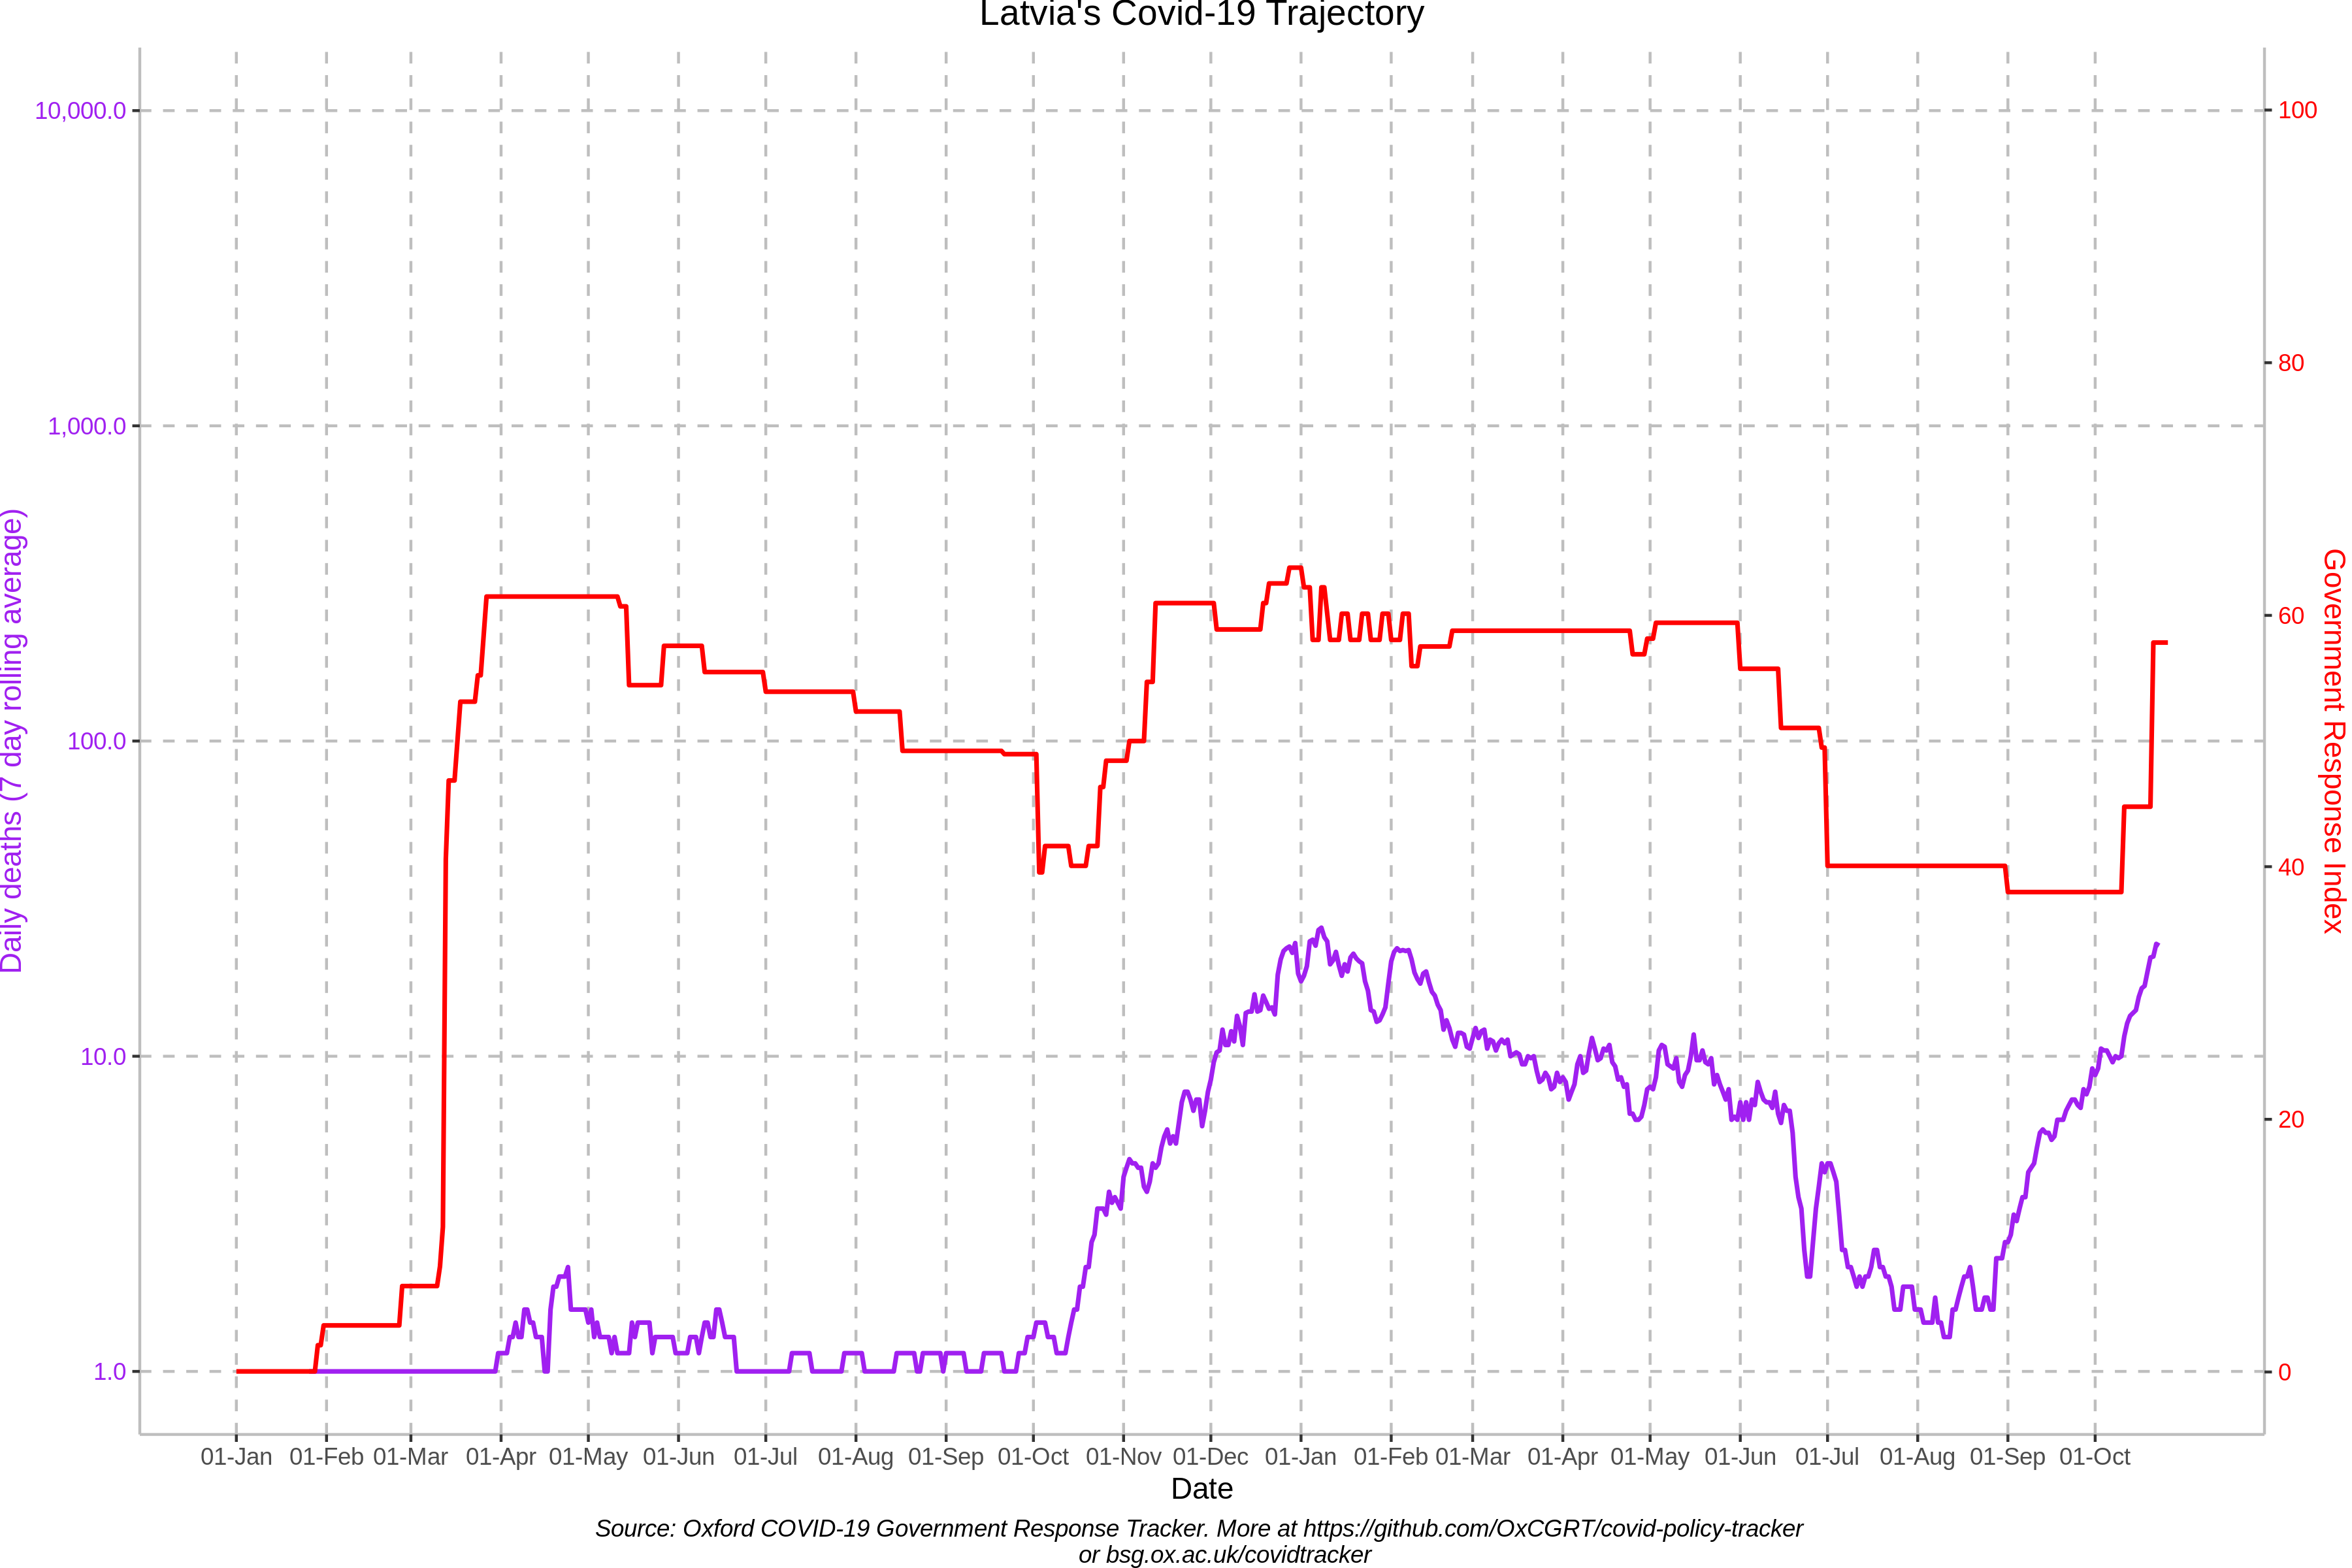 Latvia's Covid-19 Trajectory
10,000.0
1,000.0
100.0
10.0
1.0
Daily deaths (7 day rolling average)
100
80
60
40
20
0
Government Response Index
01-Jan 01-Feb 01-Mar 01-Apr 01-May 01-Jun 01-Jul 01-Aug 01-Sep 01-Oct 01-Nov 01-Dec 01-Jan 01-Feb 01-Mar 01-Apr 01-May 01-Jun 01-Jul 01-Aug 01-Sep 01-Oct
Date
Source: Oxford COVID-19 Government Response Tracker. More at https://github.com/OxCGRT/covid-policy-tracker
or bsg.ox.ac.uk/covidtracker